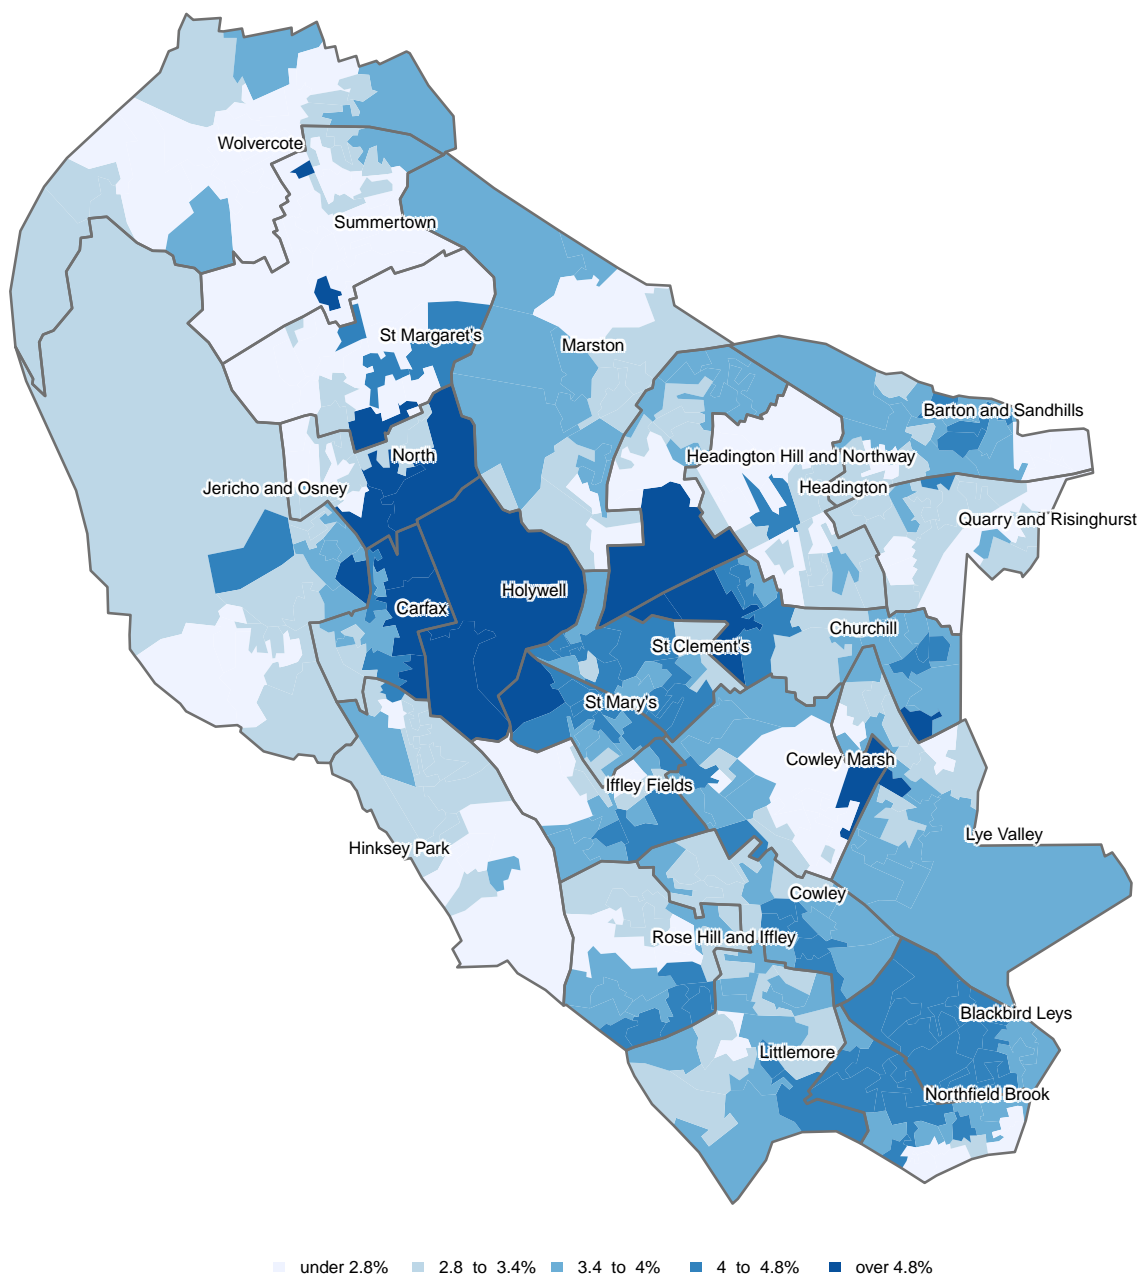 Wolvercote
Summertown
St Margaret's
Marston
Barton and Sandhills
North
Headington Hill and Northway
Jericho and Osney
Headington
Quarry and Risinghurst
Holywell
Carfax
Churchill
St Clement's
St Mary's
Cowley Marsh
Iffley Fields
Lye Valley
Hinksey Park
Cowley
Rose Hill and Iffley
Blackbird Leys
Littlemore
Northfield Brook
under 2.8% 2.8 to 3.4% 3.4 to 4% 4 to 4.8% over 4.8%